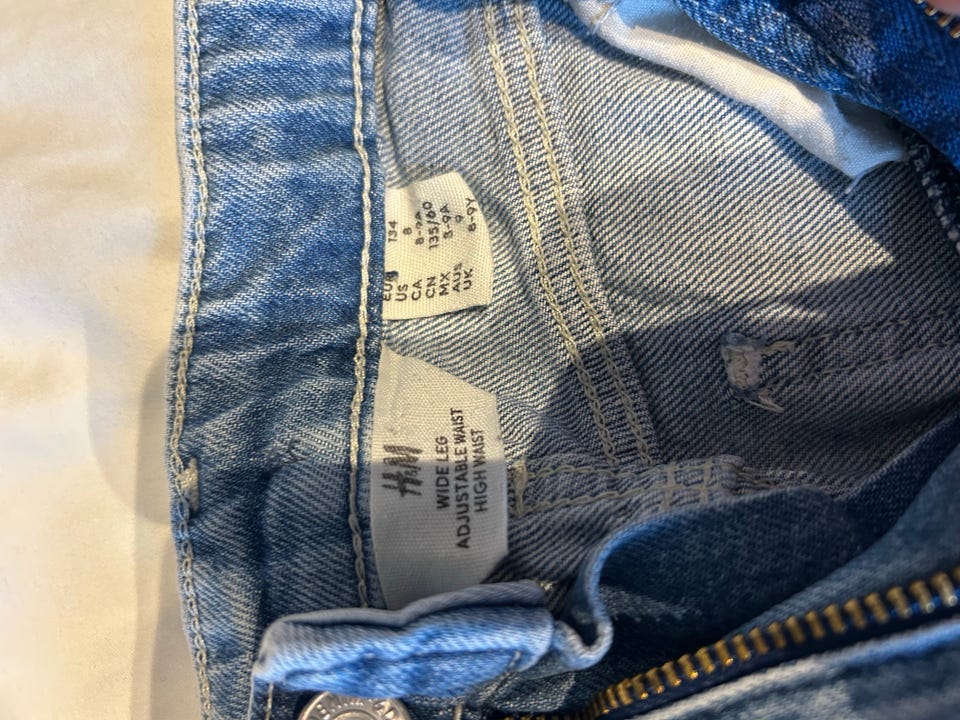 EUR 134
US 8
CA 8-9A
CN 135/60
MX 8-9A
AUS 9
UK 8-9Y
H&M
WIDE LEG
ADJUSTABLE WAIST
HIGH WAIST